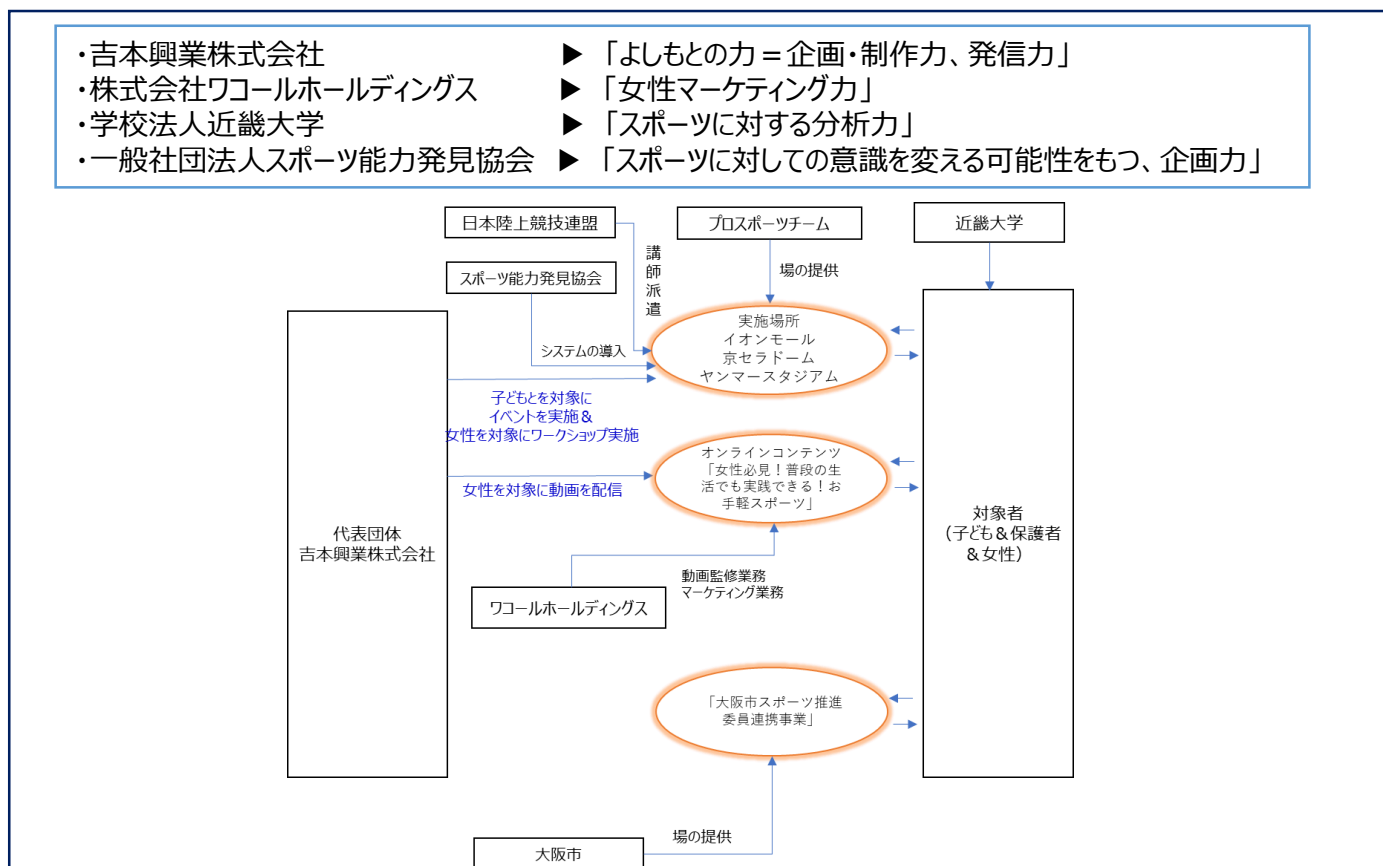 ・吉本興業株式会社 ▶ 「よしもとの力＝企画・制作力、発信力」
・株式会社ワコールホールディングス ▶ 「女性マーケティング力」
・学校法人近畿大学 ▶ 「スポーツに対する分析力」
・一般社団法人スポーツ能力発見協会 ▶ 「スポーツに対しての意識を変える可能性をもつ、企画力」
日本陸上競技連盟
プロスポーツチーム
近畿大学
講師派遣
場の提供
スポーツ能力発見協会
システムの導入
実施場所
イオンモール
京セラドーム
ヤンマースタジアム
子どもとを対象に
イベントを実施＆
女性を対象にワークショップ実施
オンラインコンテンツ
「女性必見！普段の生
活でも実践できる！お
手軽スポーツ」
女性を対象に動画を配信
代表団体
吉本興業株式会社
対象者
（子ども＆保護者
＆女性）
動画監修業務
マーケティング業務
ワコールホールディングス
「大阪市スポーツ推進
委員連携事業」
場の提供
大阪市